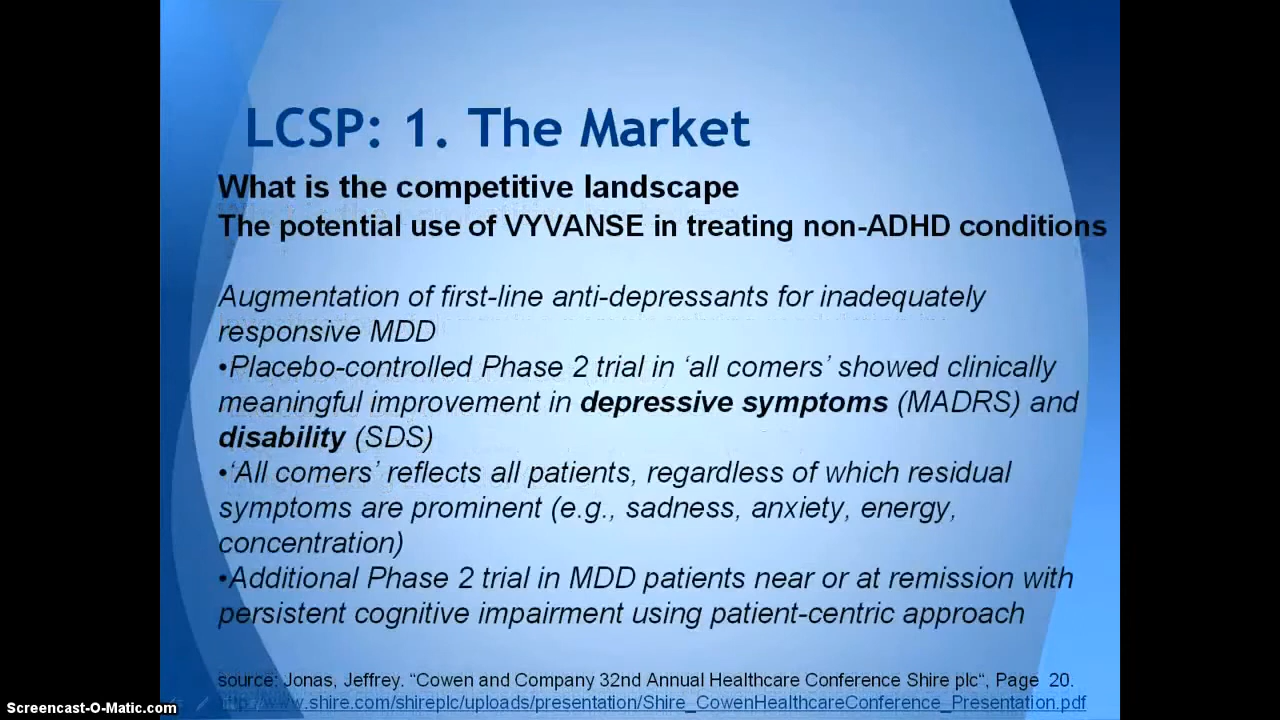 LCSP: 1. The Market
What is the competitive landscape
The potential use of VYVANSE in treating non-ADHD conditions
Augmentation of first-line anti-depressants for inadequately
responsive MDD
•Placebo-controlled Phase 2 trial in ‘all comers’ showed clinically
meaningful improvement in depressive symptoms (MADRS) and
disability (SDS)
•‘All comers’ reflects all patients, regardless of which residual
symptoms are prominent (e.g., sadness, anxiety, energy,
concentration)
•Additional Phase 2 trial in MDD patients near or at remission with
persistent cognitive impairment using patient-centric approach
source: Jonas, Jeffrey. “Cowen and Company 32nd Annual Healthcare Conference Shire plc“, Page 20.
http://www.shire.com/shireplc/uploads/presentation/Shire_CowenHealthcareConference_Presentation.pdf
Screencast-O-Matic.com